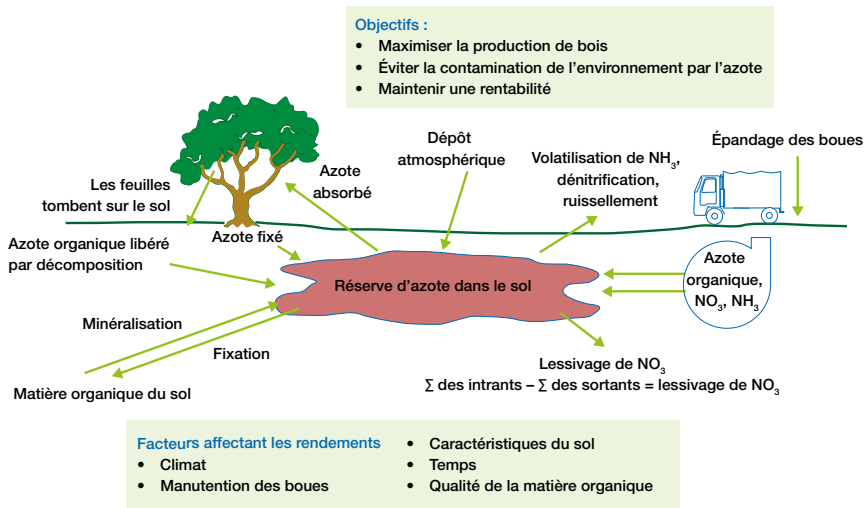 Objectifs :
• Maximiser la production de bois
• Éviter la contamination de l’environnement par l’azote
• Maintenir une rentabilité
Les feuilles
tombent sur le sol
Azote
absorbé
Dépôt
atmosphérique
Volatilisation de NH₃,
dénitrification,
ruissellement
Épandage des boues
Azote organique libéré
par décomposition
Azote fixé
Réserve d’azote dans le sol
Azote
organique,
NO₃, NH₃
Minéralisation
Fixation
Matière organique du sol
Lessivage de NO₃
∑ des intrants – ∑ des sortants = lessivage de NO₃
Facteurs affectant les rendements
• Climat
• Manutention des boues
• Caractéristiques du sol
• Temps
• Qualité de la matière organique